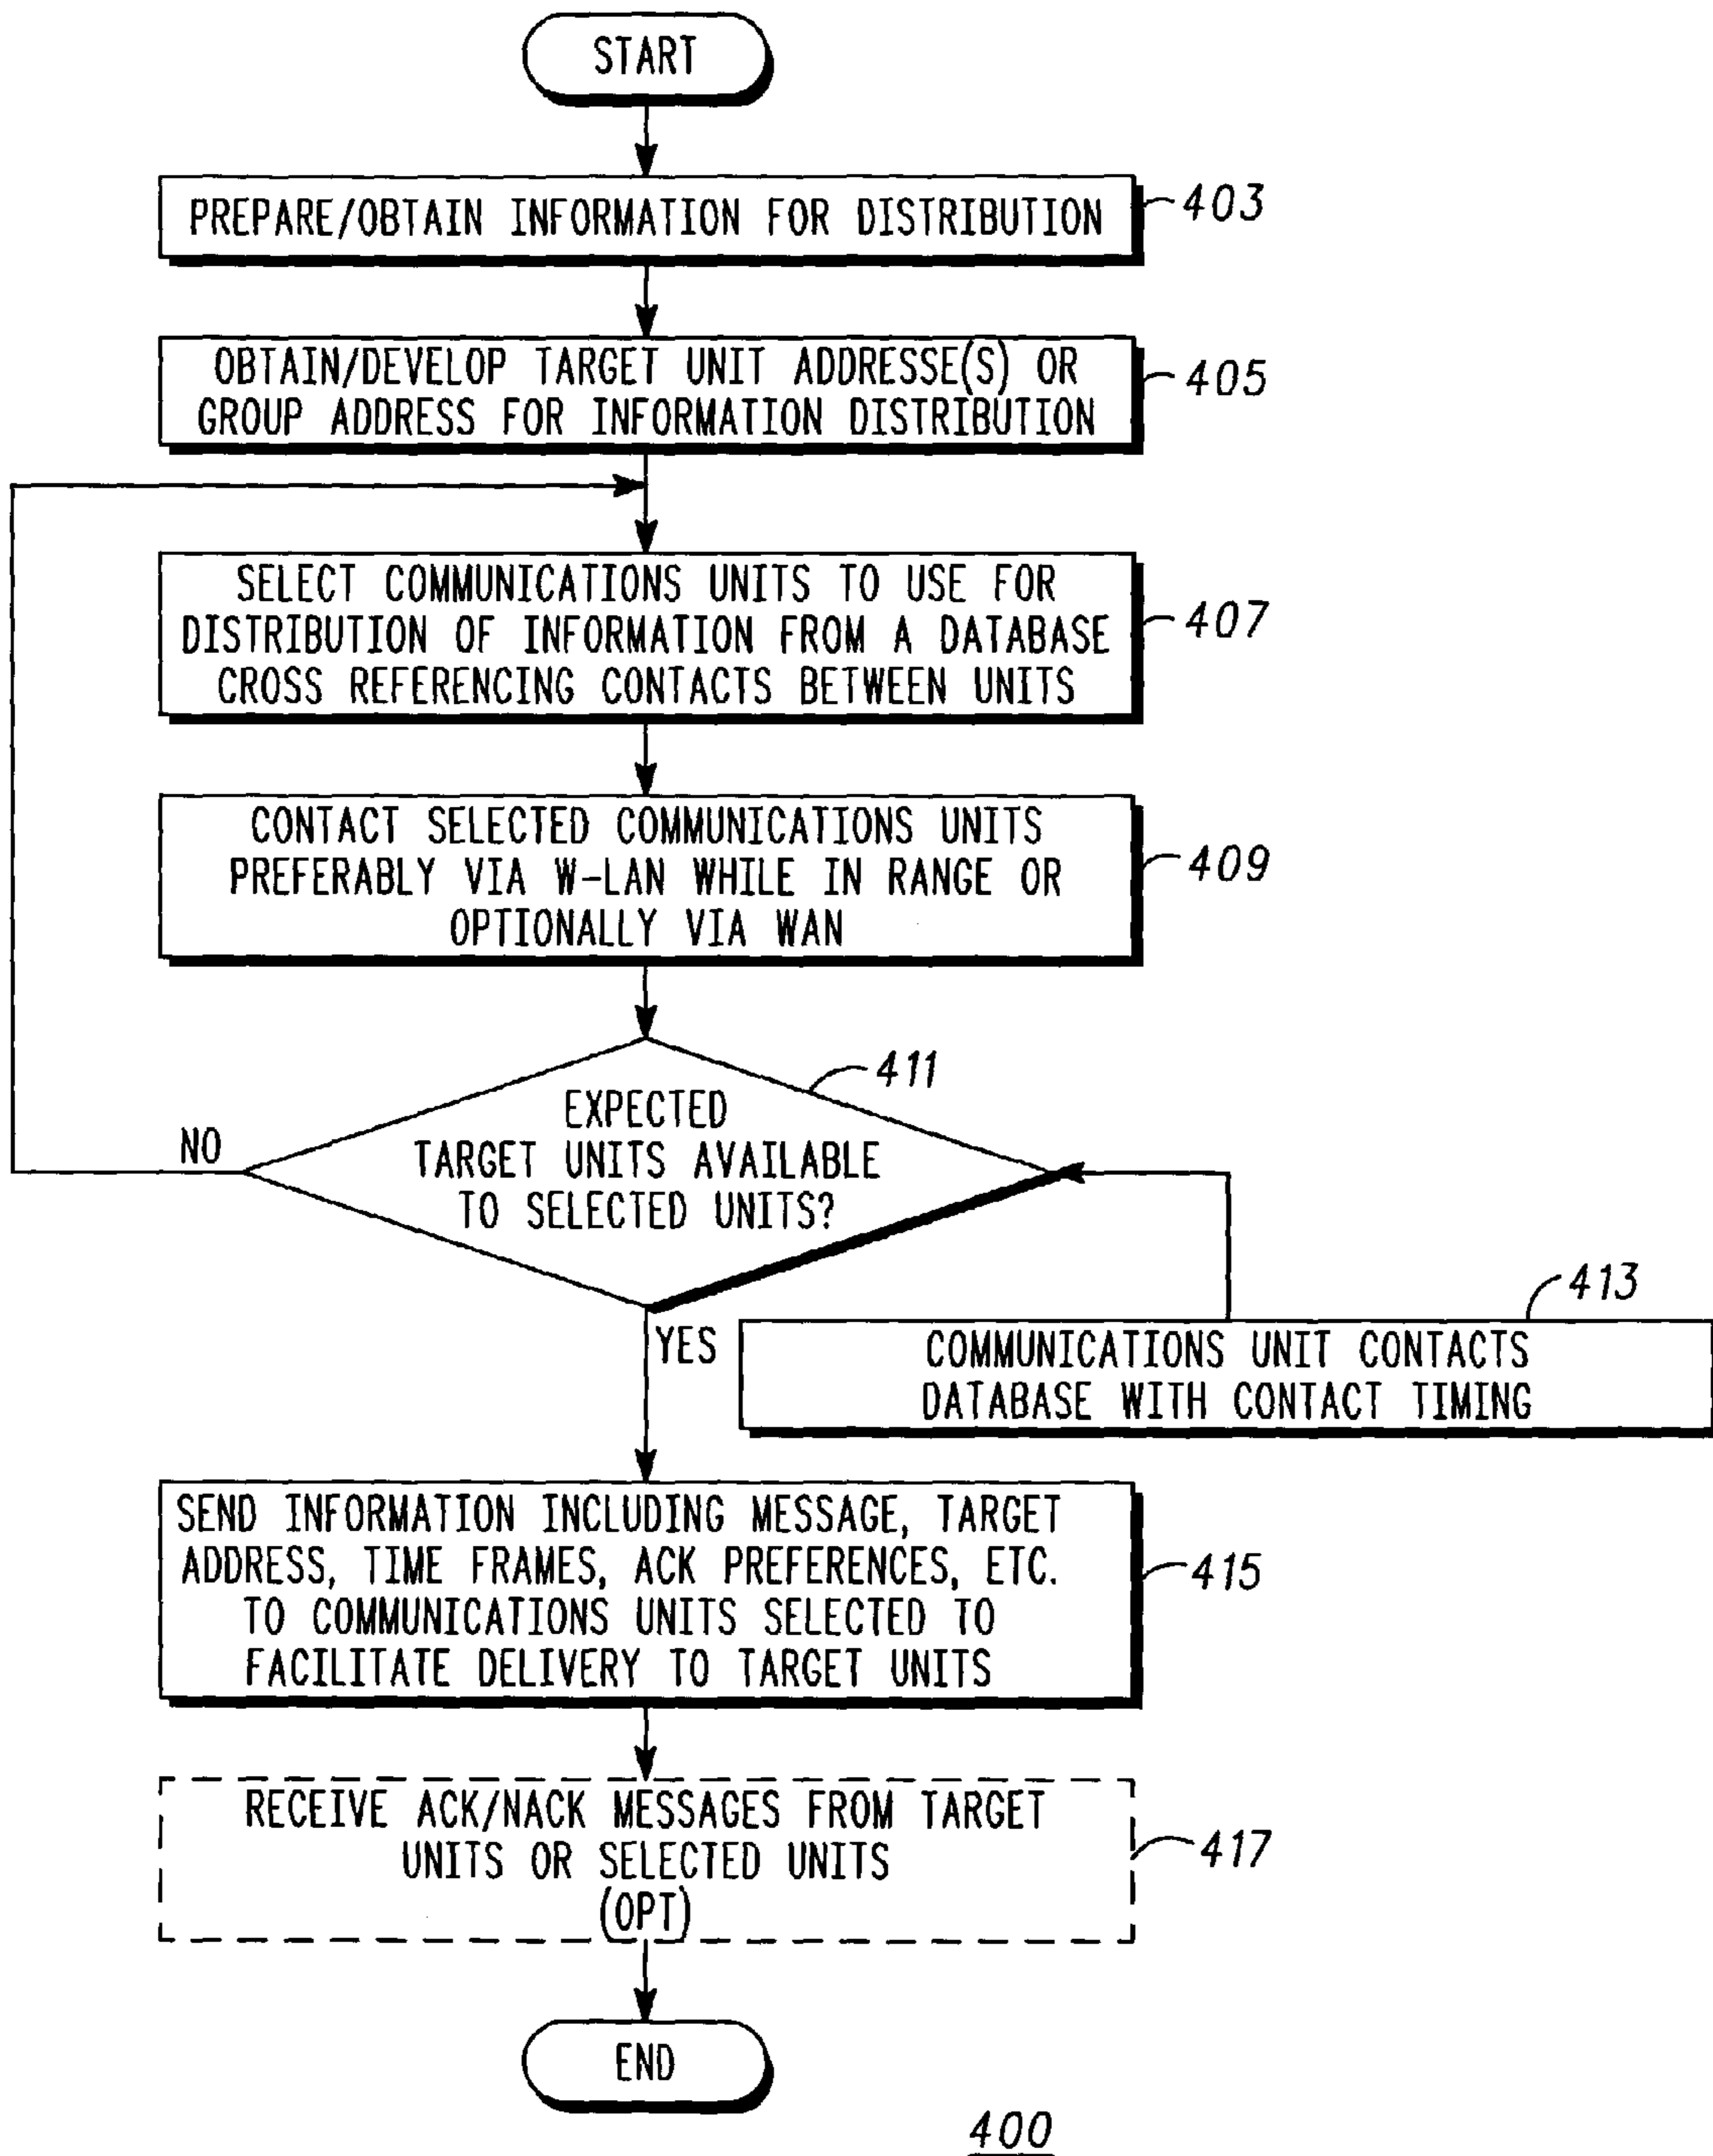 START
PREPARE/OBTAIN INFORMATION FOR DISTRIBUTION
403
OBTAIN/DEVELOP TARGET UNIT ADDRESSE(S) OR
GROUP ADDRESS FOR INFORMATION DISTRIBUTION
405
SELECT COMMUNICATIONS UNITS TO USE FOR
DISTRIBUTION OF INFORMATION FROM A DATABASE
CROSS REFERENCING CONTACTS BETWEEN UNITS
407
CONTACT SELECTED COMMUNICATIONS UNITS
PREFERABLY VIA W-LAN WHILE IN RANGE OR
OPTIONALLY VIA WAN
409
411
EXPECTED
TARGET UNITS AVAILABLE
TO SELECTED UNITS?
NO
YES
413
COMMUNICATIONS UNIT CONTACTS
DATABASE WITH CONTACT TIMING
SEND INFORMATION INCLUDING MESSAGE, TARGET
ADDRESS, TIME FRAMES, ACK PREFERENCES, ETC.
TO COMMUNICATIONS UNITS SELECTED TO
FACILITATE DELIVERY TO TARGET UNITS
415
RECEIVE ACK/NACK MESSAGES FROM TARGET
UNITS OR SELECTED UNITS
(OPT)
417
END
400